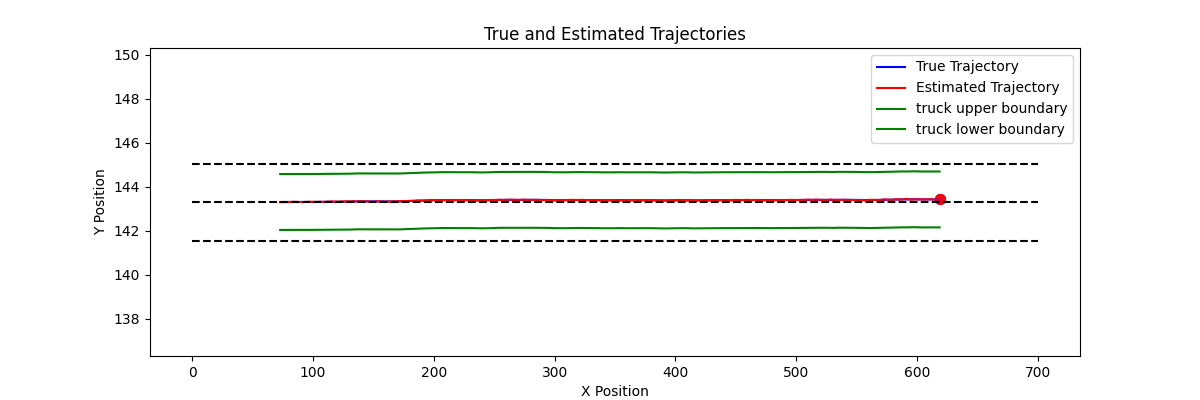 True and Estimated Trajectories
True Trajectory
Estimated Trajectory
truck upper boundary
truck lower boundary
Y Position
150
148
146
144
142
140
138
0 100 200 300 400 500 600 700
X Position